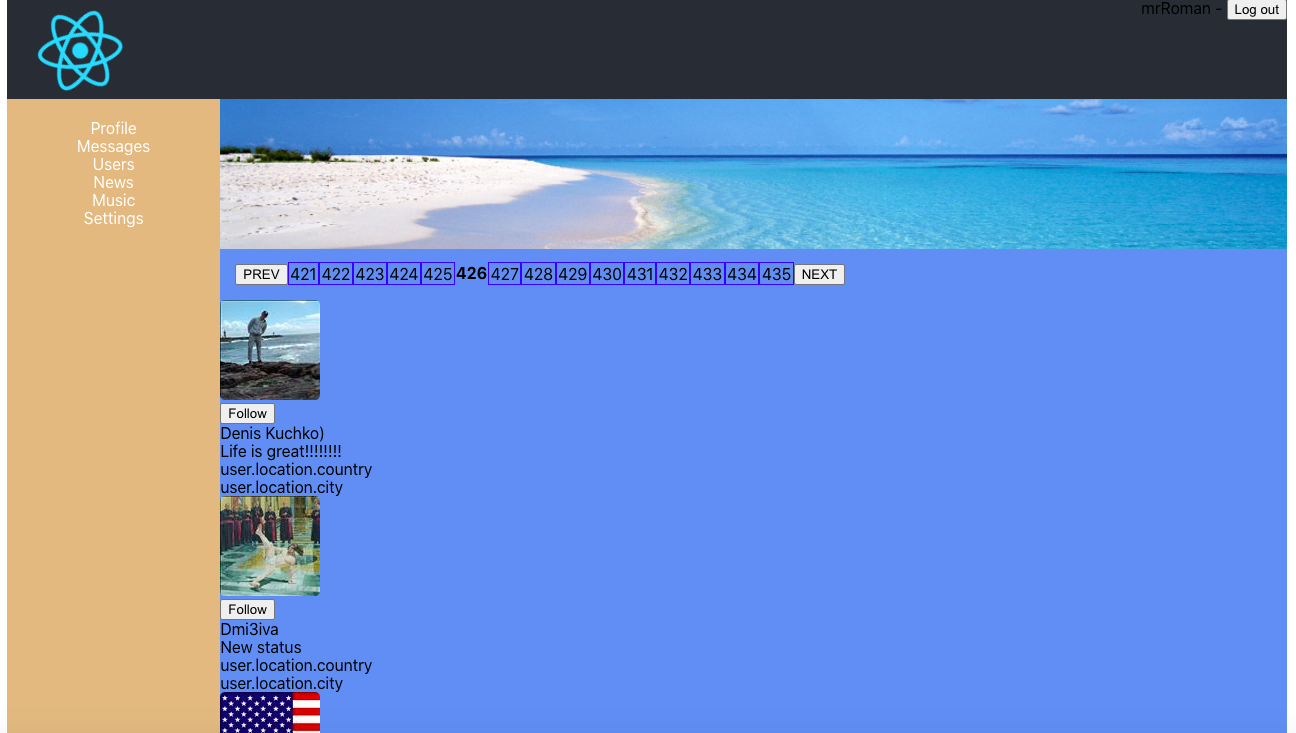 mrRoman - Log out
Profile
Messages
Users
News
Music
Settings
PREV 421 422 423 424 425 426 427 428 429 430 431 432 433 434 435 NEXT
Follow
Denis Kuchko)
Life is great!!!!!!!!
user.location.country
user.location.city
Follow
Dmi3iva
New status
user.location.country
user.location.city